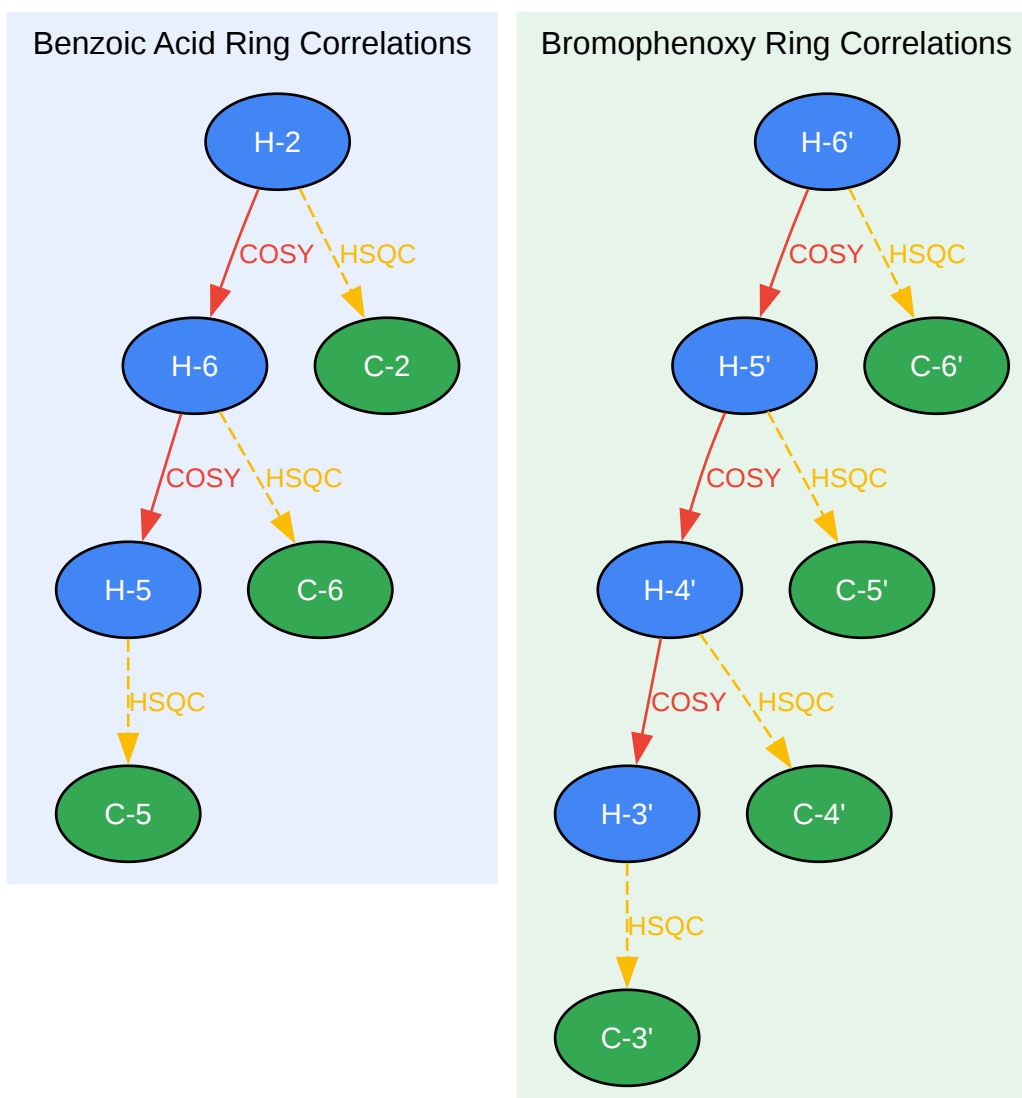 Benzoic Acid Ring Correlations
H-2
COSY
HSQC
H-6
C-2
COSY
HSQC
H-5
C-6
HSQC
C-5
Bromophenoxy Ring Correlations
H-6'
COSY
HSQC
H-5'
C-6'
COSY
HSQC
H-4'
C-5'
COSY
HSQC
H-3'
C-4'
HSQC
C-3'